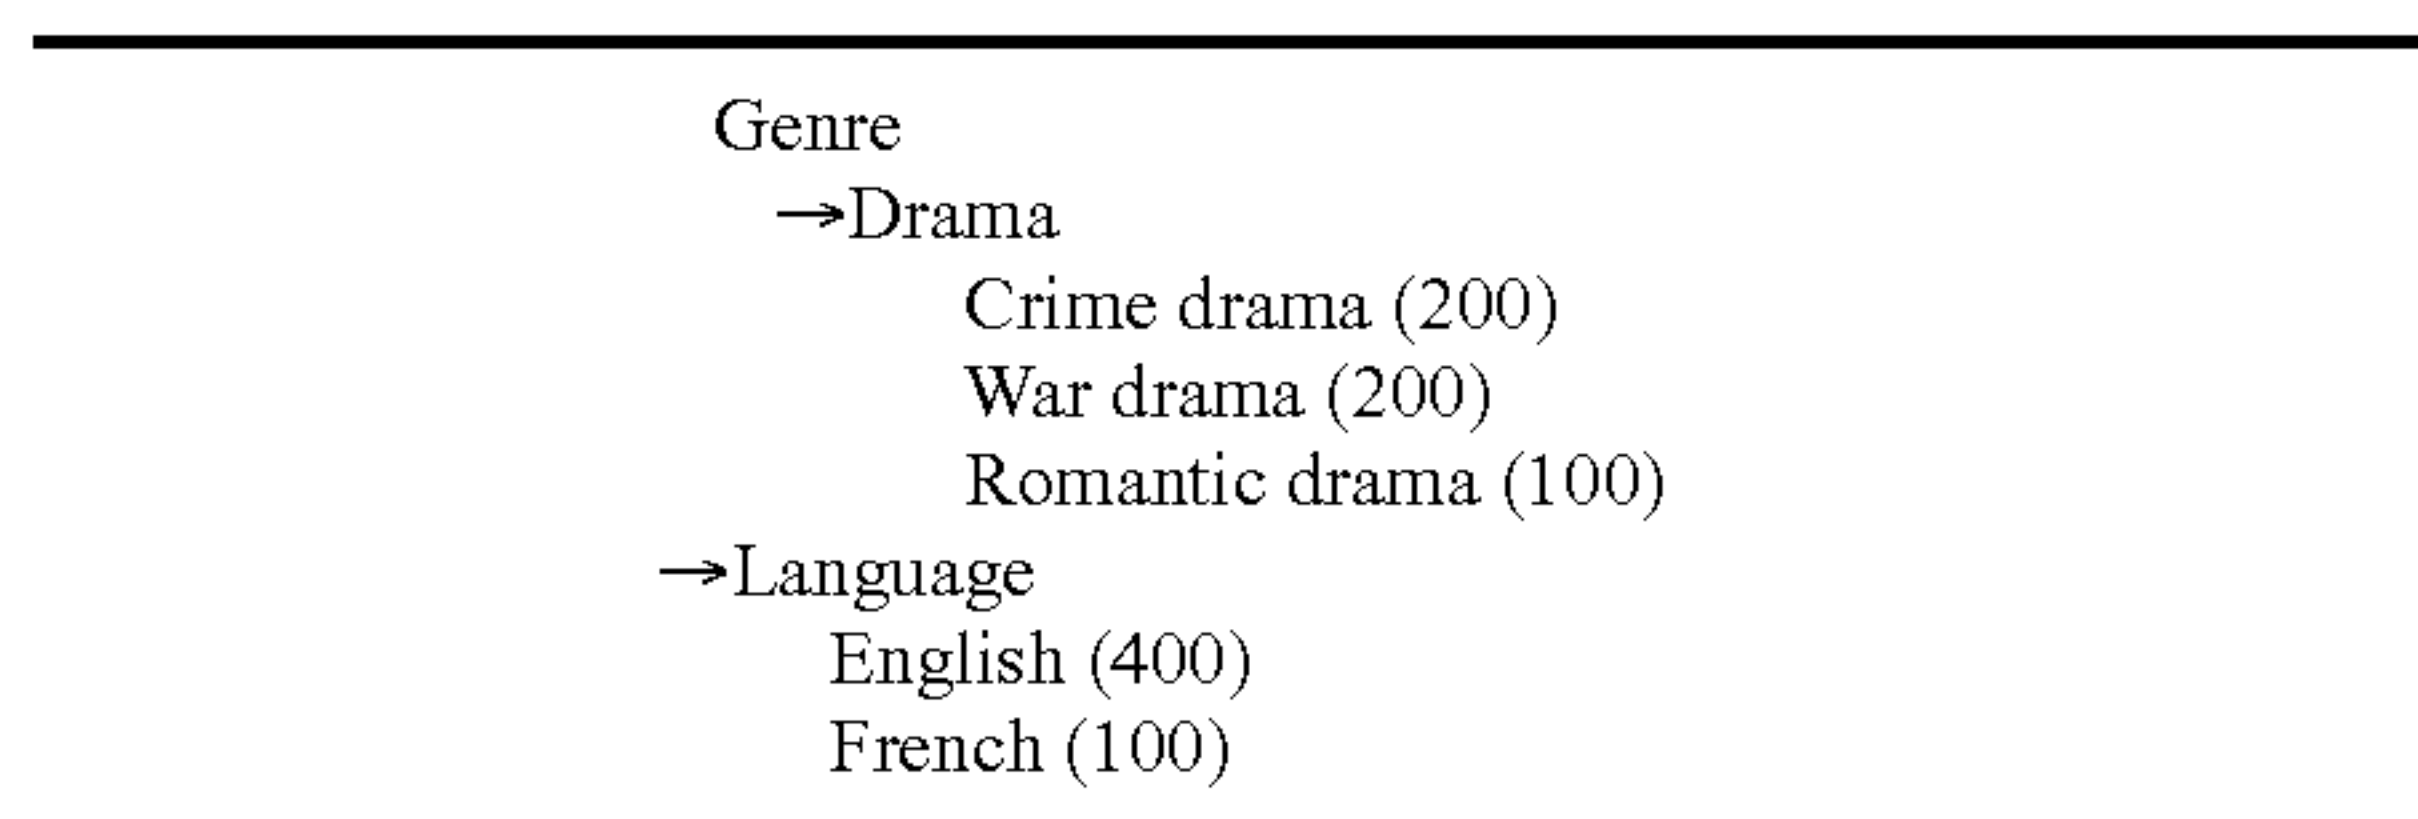 Genre
→Drama
Crime drama (200)
War drama (200)
Romantic drama (100)
→Language
English (400)
French (100)